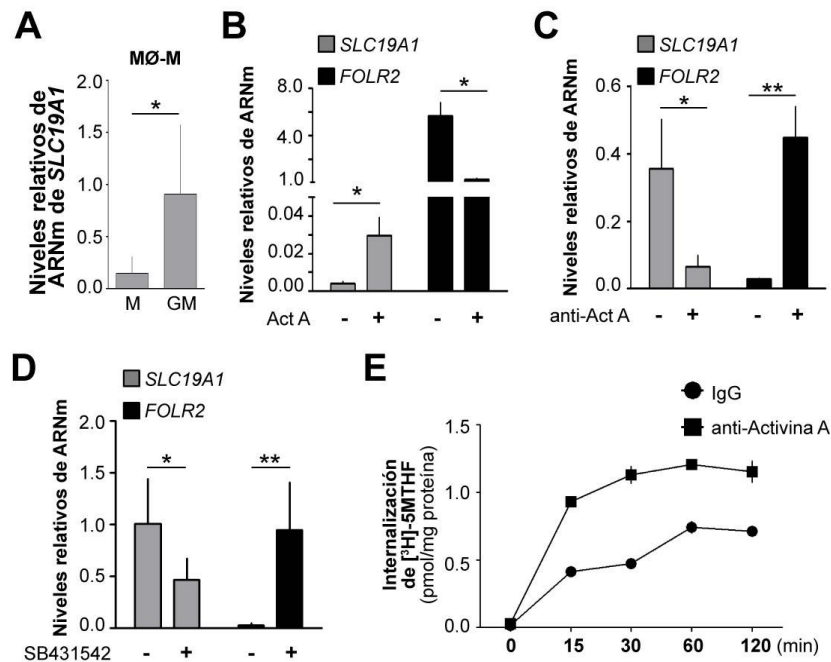 A
MØ-M
Niveles relativos de
ARNm de SLC19A1
2.0
1.5
1.0
0.5
0.0
*
M GM
B
SLC19A1
FOLR2
Niveles relativos de ARNm
8.0
6.0
4.0
1.0
0.04
0.02
0.00
*
*
Act A - + - +
C
SLC19A1
FOLR2
Niveles relativos de ARNm
0.6
0.4
0.2
0.0
*
**
anti-Act A - + - +
D
SLC19A1
FOLR2
Niveles relativos de ARNm
2.0
1.5
1.0
0.5
0.0
*
**
SB431542 - + - +
E
IgG
anti-Activina A
Internalización
de [³H]-5MTHF
(pmol/mg proteína)
1.5
1.0
0.5
0.0
0 15 30 60 120 (min)